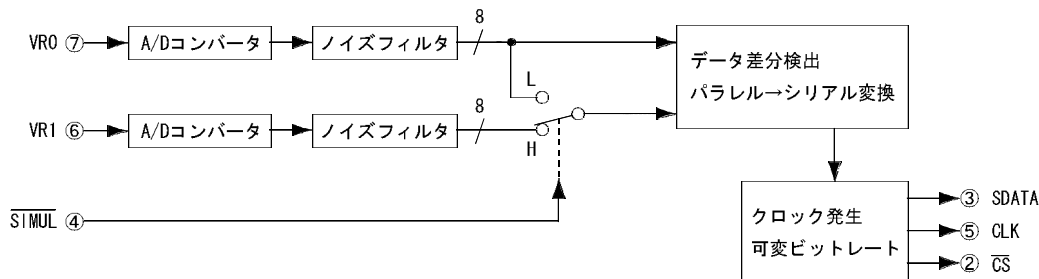 VR0 ⑦ A/Dコンバータ ノイズフィルタ 8
データ差分検出
パラレル→シリアル変換
L
VR1 ⑥ A/Dコンバータ ノイズフィルタ 8
H
S̅I̅M̅U̅L̅ ④
クロック発生
可変ビットレート
③ SDATA
⑤ CLK
② C̅S̅